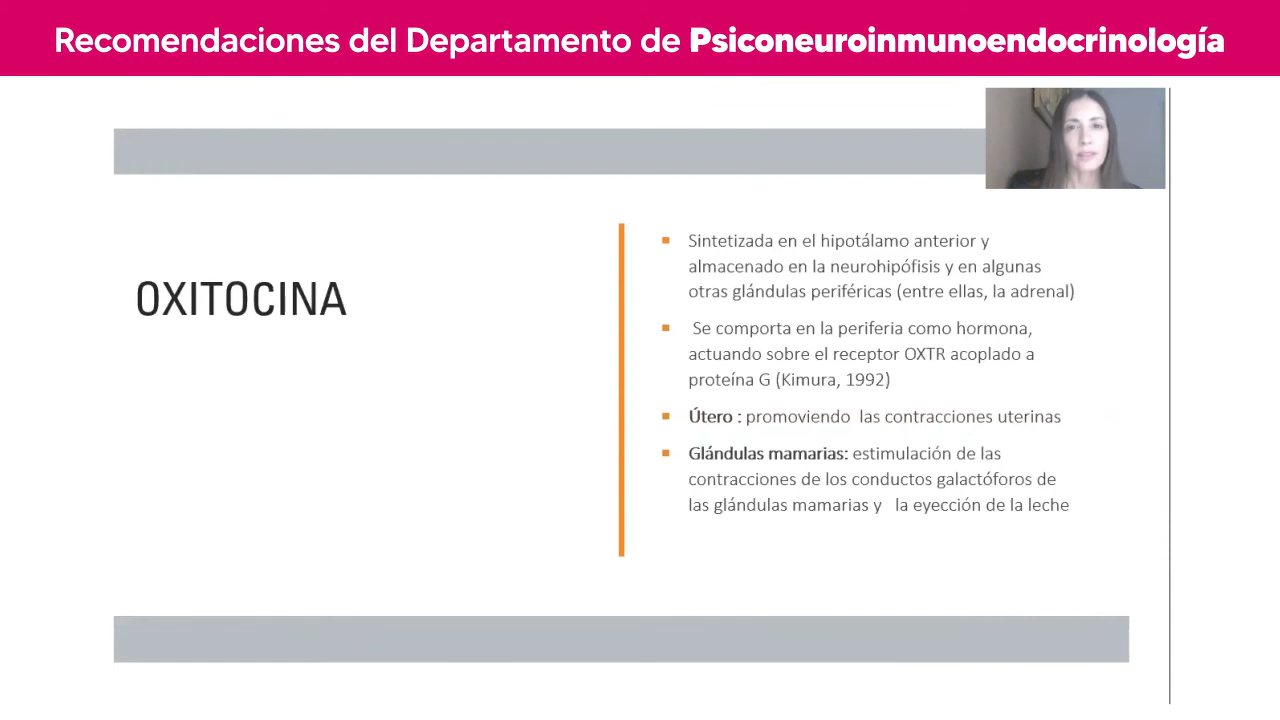 Recomendaciones del Departamento de Psiconeuroinmunoendocrinología
OXITOCINA
Sintetizada en el hipotálamo anterior y
almacenado en la neurohipófisis y en algunas
otras glándulas periféricas (entre ellas, la adrenal)
Se comporta en la periferia como hormona,
actuando sobre el receptor OXTR acoplado a
proteína G (Kimura, 1992)
Útero : promoviendo las contracciones uterinas
Glándulas mamarias: estimulación de las
contracciones de los conductos galactóforos de
las glándulas mamarias y la eyección de la leche